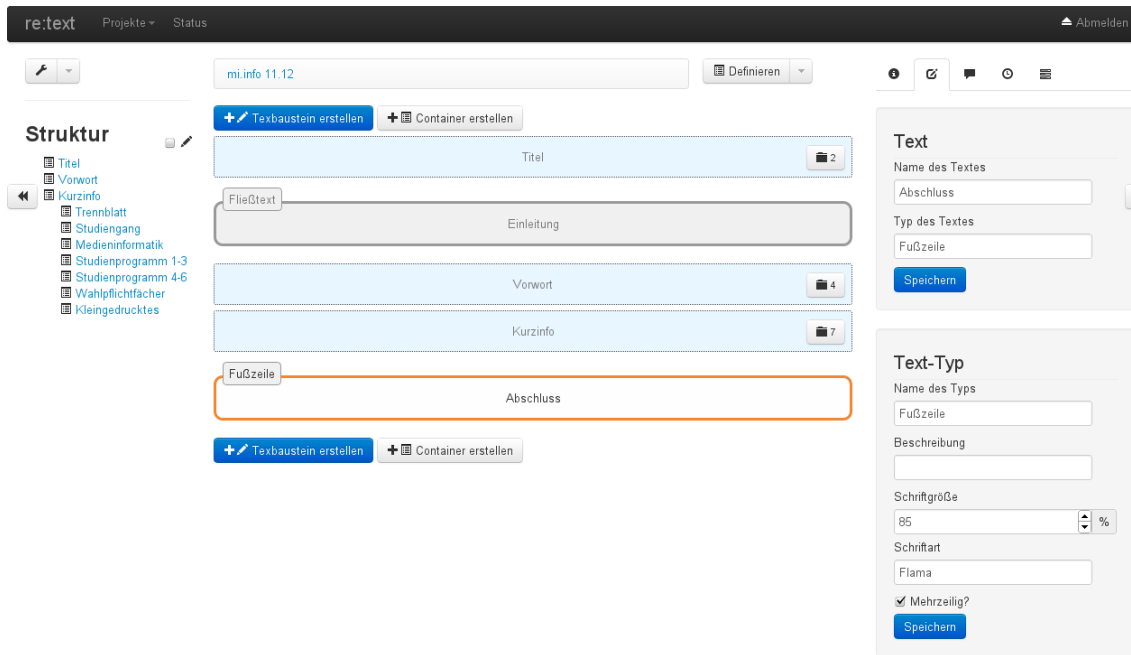 re:text Projekte Status Abmelden
mi.info 11.12 Definieren
Struktur
Titel
Vorwort
Kurzinfo
Trennblatt
Studiengang
Medieninformatik
Studienprogramm 1-3
Studienprogramm 4-6
Wahlpflichtfächer
Kleingedrucktes
Texbaustein erstellen Container erstellen
Titel 2
Fließtext
Einleitung
Vorwort 4
Kurzinfo 7
Fußzeile
Abschluss
Texbaustein erstellen Container erstellen
Text
Name des Textes
Abschluss
Typ des Textes
Fußzeile
Speichern
Text-Typ
Name des Typs
Fußzeile
Beschreibung
Schriftgröße
85 %
Schriftart
Flama
Mehrzeilig?
Speichern